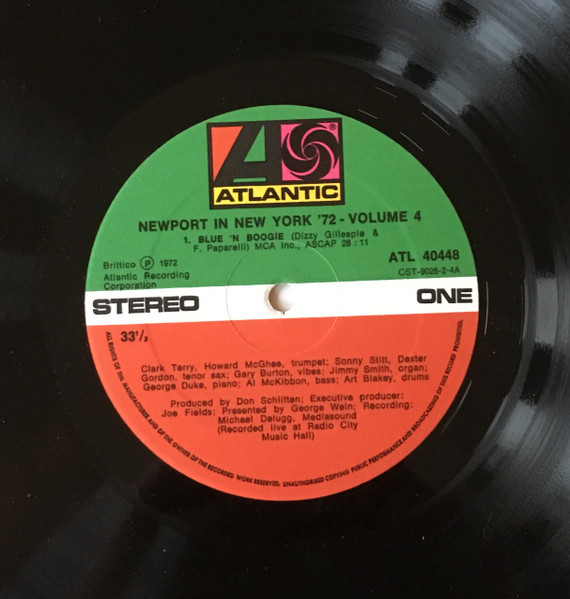 ATLANTIC
NEWPORT IN NEW YORK '72 - VOLUME 4
1. BLUE 'N BOOGIE (Dizzy Gillespie &
F. Paparelli) MCA Inc., ASCAP 28:11
Brittico Ⓟ 1972
Atlantic Recording
Corporation
ATL 40448
CST-9028-2-4A
STEREO
ONE
33⅓
Clark Terry, Howard McGhee, trumpet; Sonny Stitt, Dexter
Gordon, tenor sax; Gary Burton, vibes; Jimmy Smith, organ;
George Duke, piano; Al McKibbon, bass; Art Blakey, drums
Produced by Don Schlitten; Executive producer:
Joe Fields; Presented by George Wein; Recording:
Michael Delugg, Mediasound
(Recorded live at Radio City
Music Hall)
ALL RIGHTS OF THE MANUFACTURER AND OF THE OWNER OF THE RECORDED WORK RESERVED. UNAUTHORISED COPYING PUBLIC PERFORMANCE AND BROADCASTING OF THIS RECORD PROHIBITED.